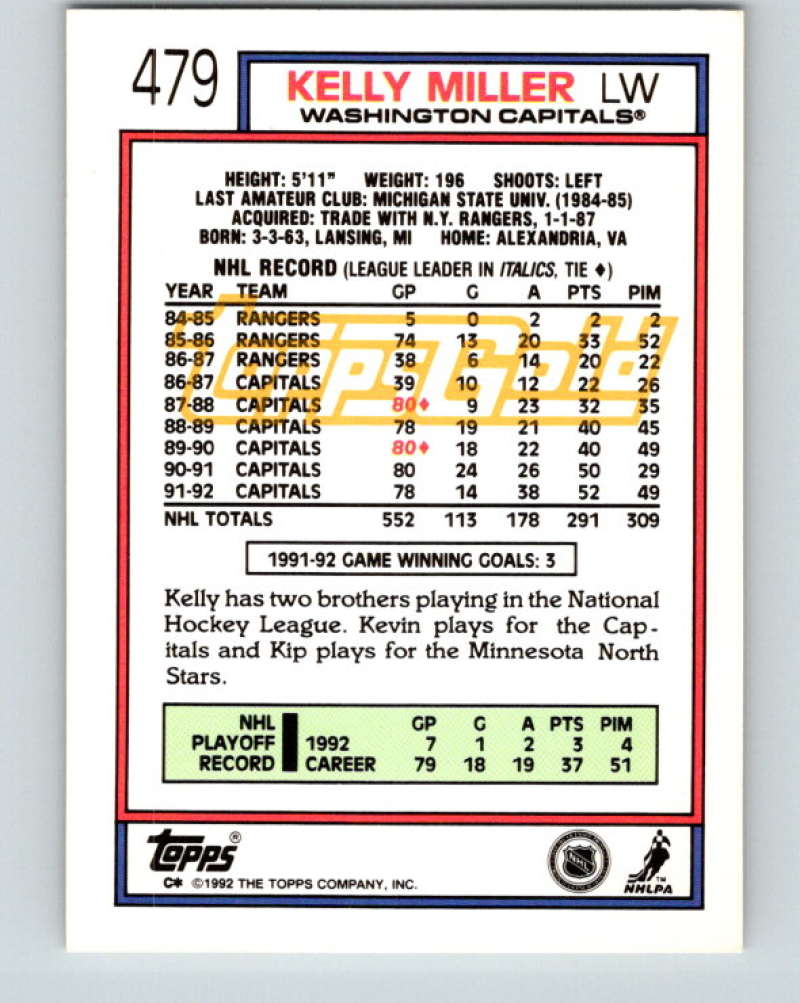 479
KELLY MILLER LW
WASHINGTON CAPITALS®
HEIGHT: 5'11" WEIGHT: 196 SHOOTS: LEFT
LAST AMATEUR CLUB: MICHIGAN STATE UNIV. (1984-85)
ACQUIRED: TRADE WITH N.Y. RANGERS, 1-1-87
BORN: 3-3-63, LANSING, MI HOME: ALEXANDRIA, VA
NHL RECORD (LEAGUE LEADER IN ITALICS, TIE ♦)
YEAR TEAM GP G A PTS PIM
84-85 RANGERS 5 0 2 2 2
85-86 RANGERS 74 13 20 33 52
86-87 RANGERS 38 6 14 20 22
86-87 CAPITALS 39 10 12 22 26
87-88 CAPITALS 80♦ 9 23 32 35
88-89 CAPITALS 78 19 21 40 45
89-90 CAPITALS 80♦ 18 22 40 49
90-91 CAPITALS 80 24 26 50 29
91-92 CAPITALS 78 14 38 52 49
Topps Gold
NHL TOTALS 552 113 178 291 309
1991-92 GAME WINNING GOALS: 3
Kelly has two brothers playing in the National
Hockey League. Kevin plays for the Cap-
itals and Kip plays for the Minnesota North
Stars.
NHL GP G A PTS PIM
PLAYOFF 1992 7 1 2 3 4
RECORD CAREER 79 18 19 37 51
Topps®
C* ©1992 THE TOPPS COMPANY, INC.
NHL
TM
NHLPA